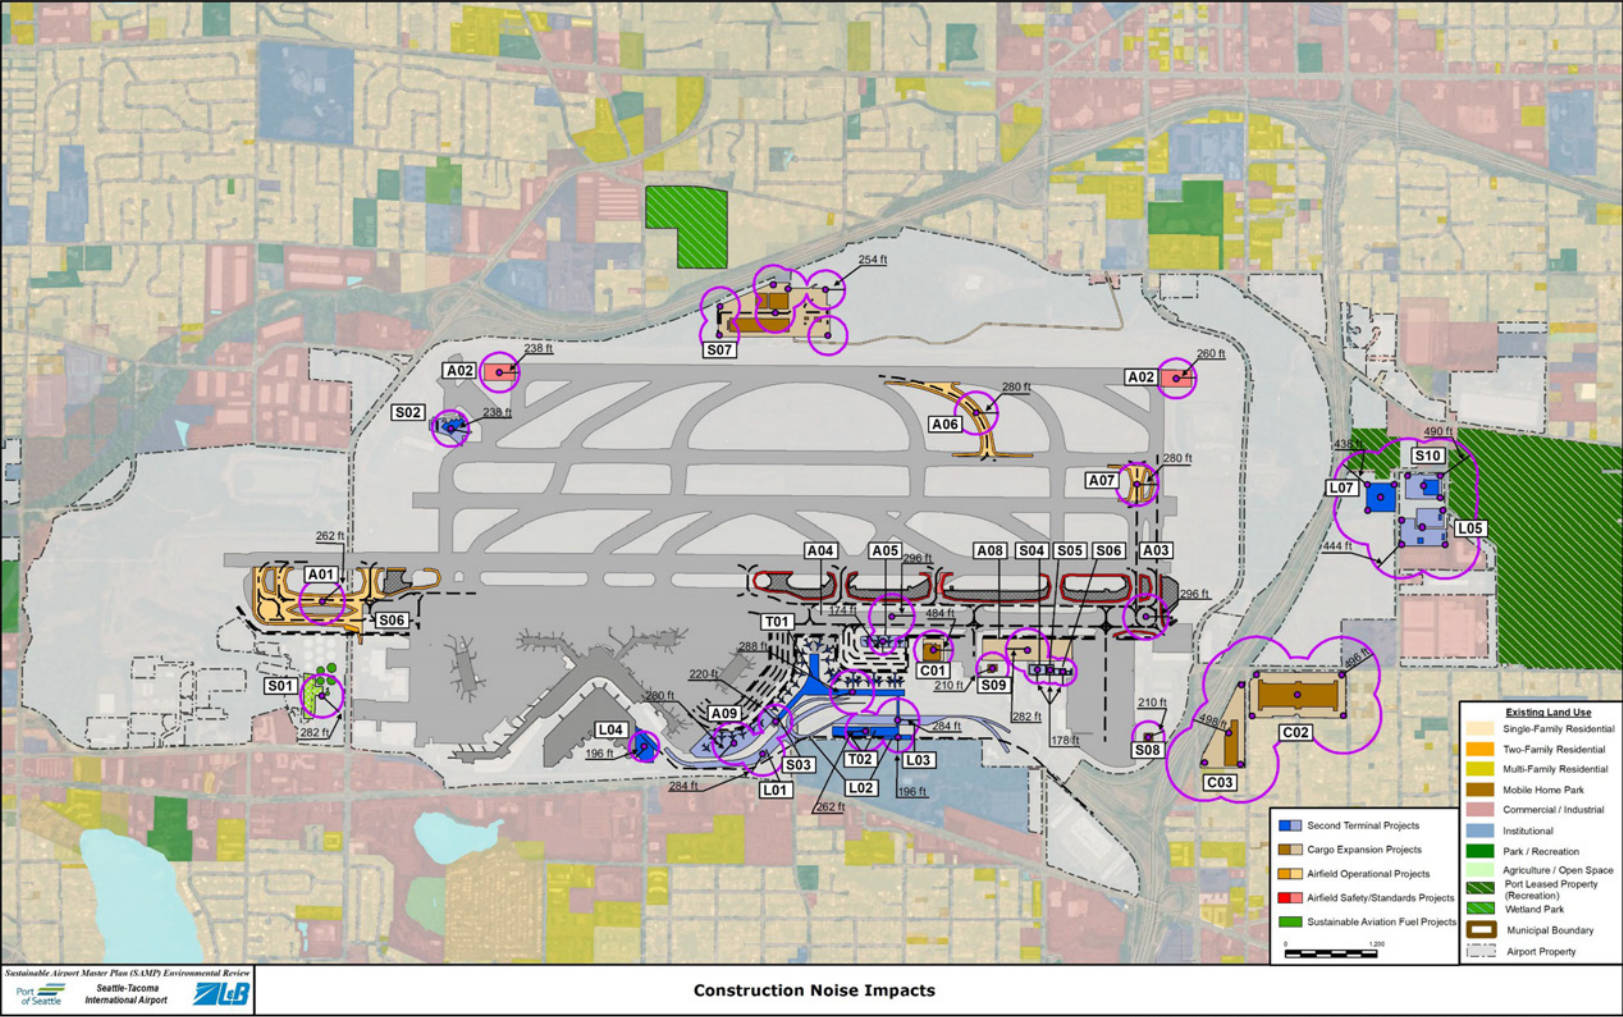 254 ft
S07
238 ft
A02
260 ft
A02
280 ft
A06
S02
238 ft
280 ft
A07
438 ft
490 ft
S10
L07
L05
444 ft
262 ft
A01
S06
A04
A05
296 ft
A08
S04
S05
S06
A03
296 ft
174 ft
484 ft
T01
288 ft
C01
210 ft
S09
282 ft
178 ft
220 ft
280 ft
A09
S01
282 ft
L04
196 ft
284 ft
L01
S03
T02
L03
L02
284 ft
262 ft
196 ft
210 ft
S08
496 ft
498 ft
C02
C03
Second Terminal Projects
Cargo Expansion Projects
Airfield Operational Projects
Airfield Safety/Standards Projects
Sustainable Aviation Fuel Projects
0 1,200
Existing Land Use
Single-Family Residential
Two-Family Residential
Multi-Family Residential
Mobile Home Park
Commercial / Industrial
Institutional
Park / Recreation
Agriculture / Open Space
Port Leased Property
(Recreation)
Wetland Park
Municipal Boundary
Airport Property
Sustainable Airport Master Plan (SAMP) Environmental Review
Port
of Seattle
Seattle-Tacoma
International Airport
L&B
Construction Noise Impacts